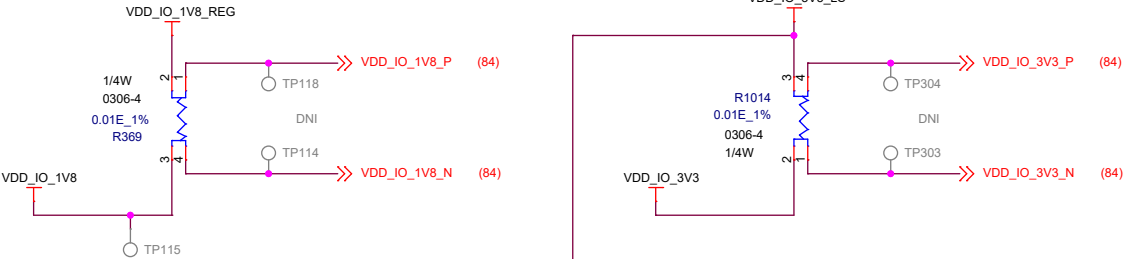 VDD_IO_1V8_REG
2
1
VDD_IO_1V8_P (84)
TP118
1/4W
0306-4
0.01E_1%
R369
DNI
3
4
TP114
VDD_IO_1V8_N (84)
VDD_IO_1V8
TP115
3
4
VDD_IO_3V3_P (84)
TP304
R1014
0.01E_1%
0306-4
1/4W
DNI
2
1
TP303
VDD_IO_3V3_N (84)
VDD_IO_3V3